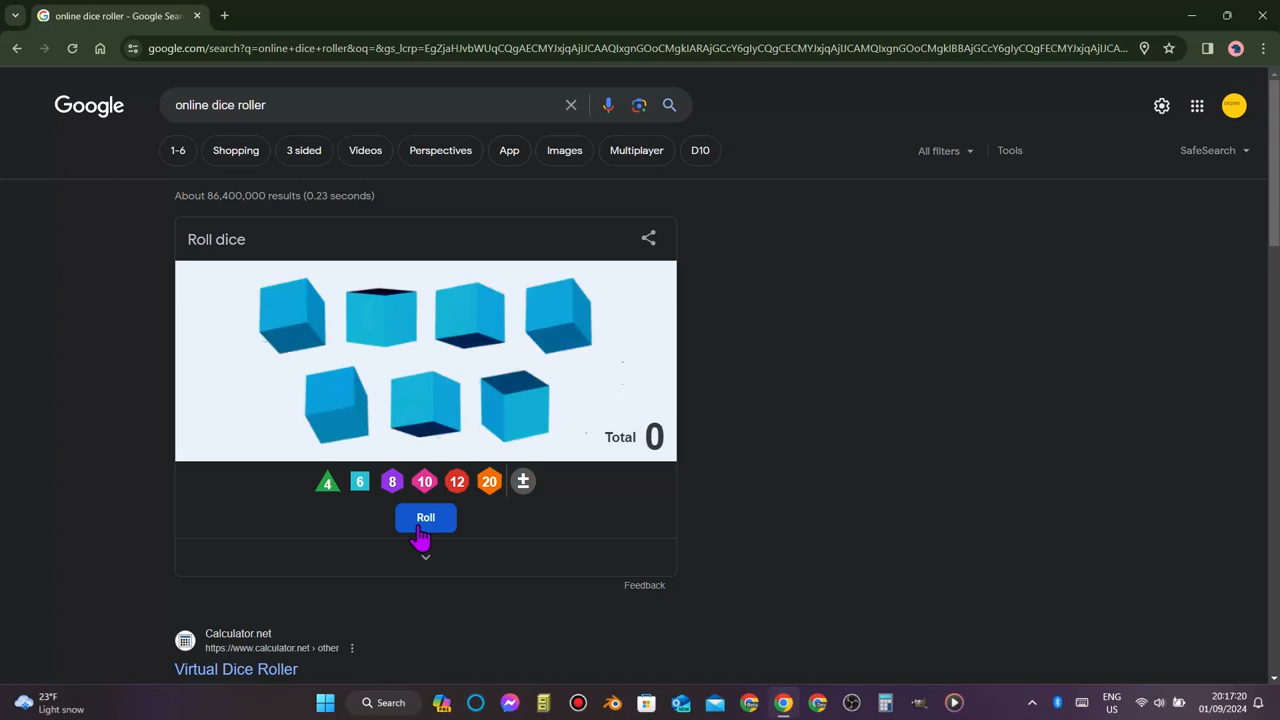 online dice roller - Google Sear
google.com/search?q=online+dice+roller&oq=&gs_lcrp=EgZjaHJvbWUqCQgAECMYJxjqAjIJCAAQIxgnGOoCMgkIARAjGCcY6gIyCQgCECMYJxjqAjIJCAMQIxgnGOoCMgkIBBAjGCcY6gIyCQgFECMYJxjqAjIJ...
Google
online dice roller
1-6 Shopping 3 sided Videos Perspectives App Images Multiplayer D10 All filters Tools SafeSearch
About 86,400,000 results (0.23 seconds)
Roll dice
Total 0
4 6 8 10 12 20 ±
Roll
Feedback
Calculator.net
https://www.calculator.net › other
Virtual Dice Roller
23°F
Light snow
Search
ENG
US
20:17:20
01/09/2024